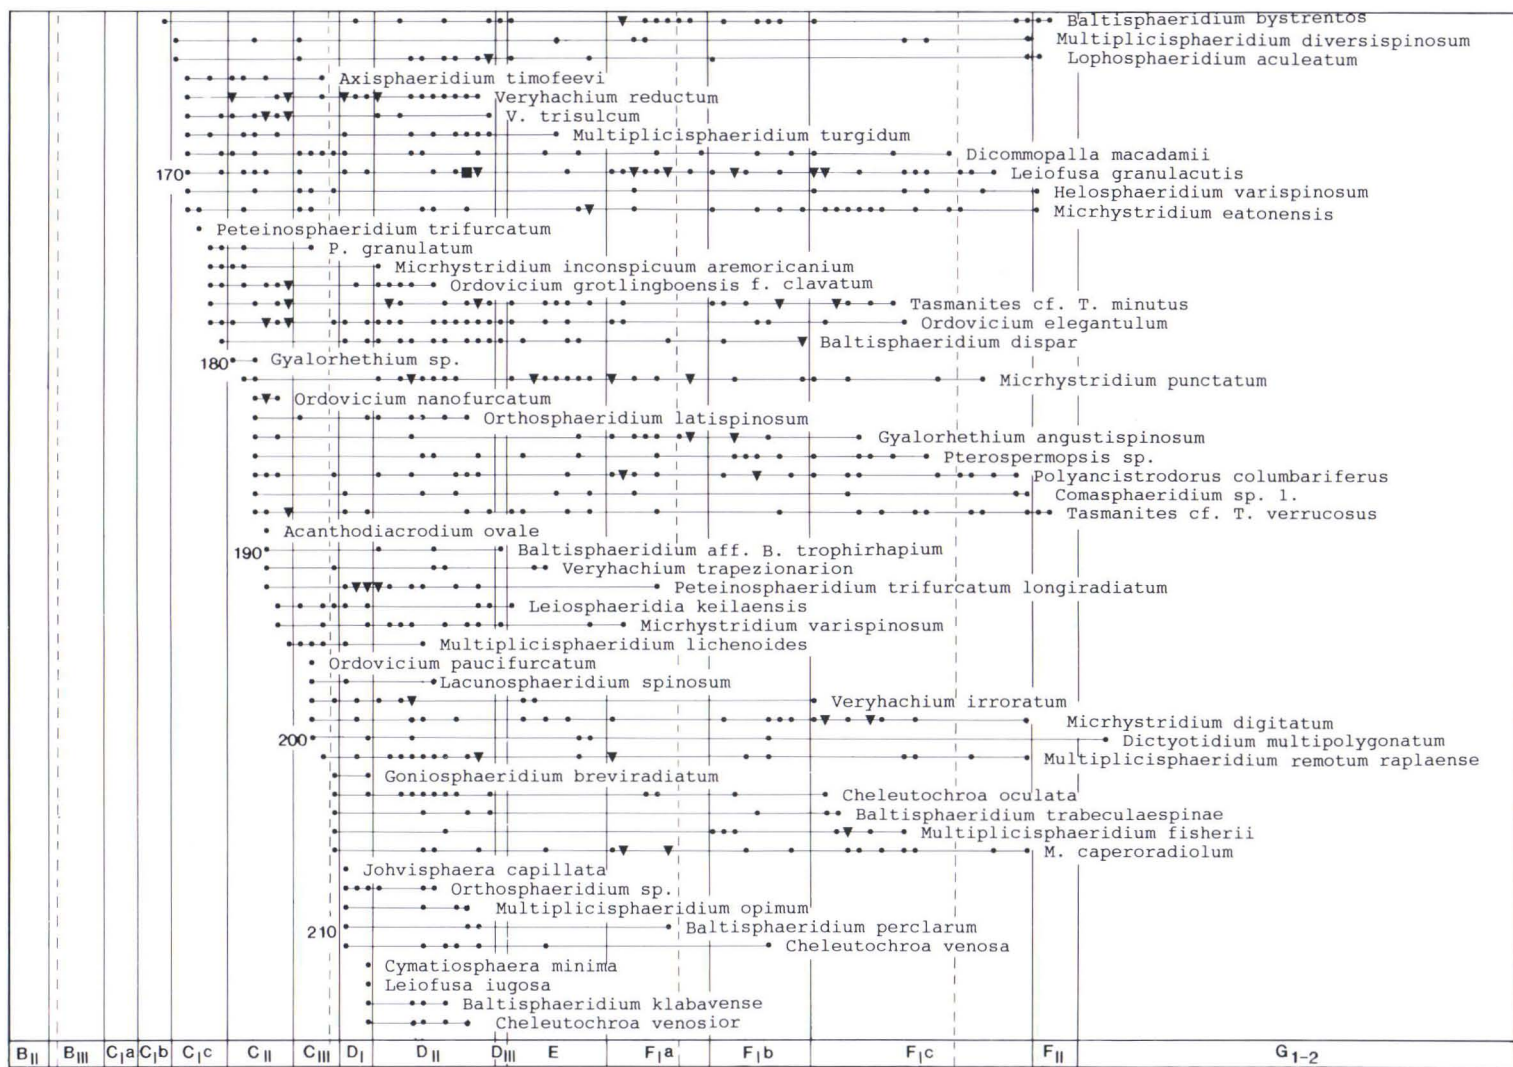 Baltisphaeridium bystrentos
Multiplicisphaeridium diversispinosum
Lophosphaeridium aculeatum
Axisphaeridium timofeevi
Veryhachium reductum
V. trisulcum
Multiplicisphaeridium turgidum
Dicommopalla macadamii
170 Leiofusa granulacutis
Helosphaeridium varispinosum
Micrhystridium eatonensis
Peteinosphaeridium trifurcatum
P. granulatum
Micrhystridium inconspicuum aremoricanium
Ordovicium grotlingboensis f. clavatum
Tasmanites cf. T. minutus
Ordovicium elegantulum
Baltisphaeridium dispar
180 Gyalorhethium sp.
Micrhystridium punctatum
Ordovicium nanofurcatum
Orthosphaeridium latispinosum
Gyalorhethium angustispinosum
Pterospermopsis sp.
Polyancistrodorus columbariferus
Comasphaeridium sp. 1.
Tasmanites cf. T. verrucosus
Acanthodiacrodium ovale
190 Baltisphaeridium aff. B. trophirhapium
Veryhachium trapezionarion
Peteinosphaeridium trifurcatum longiradiatum
Leiosphaeridia keilaensis
Micrhystridium varispinosum
Multiplicisphaeridium lichenoides
Ordovicium paucifurcatum
Lacunosphaeridium spinosum
Veryhachium irroratum
Micrhystridium digitatum
200 Dictyotidium multipolygonatum
Multiplicisphaeridium remotum raplaense
Goniosphaeridium breviradiatum
Cheleutochroa oculata
Baltisphaeridium trabeculaespinae
Multiplicisphaeridium fisherii
M. caperoradiolum
Johvisphaera capillata
Orthosphaeridium sp.
Multiplicisphaeridium opimum
210 Baltisphaeridium perclarum
Cheleutochroa venosa
Cymatiosphaera minima
Leiofusa iugosa
Baltisphaeridium klabavense
Cheleutochroa venosior
BII BIII CIa CIb CIc CII CIII DI DII DIII E FIa FIb FIc FII G1-2